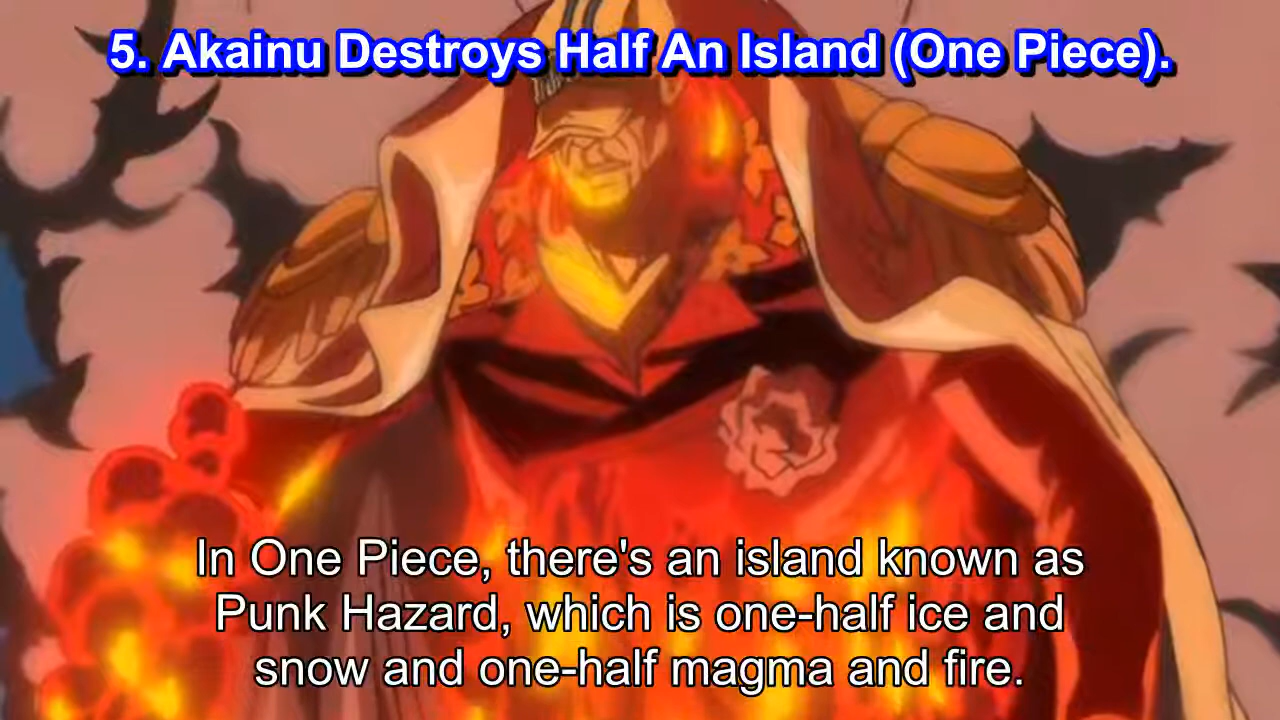 5. Akainu Destroys Half An Island (One Piece).
In One Piece, there's an island known as
Punk Hazard, which is one-half ice and
snow and one-half magma and fire.